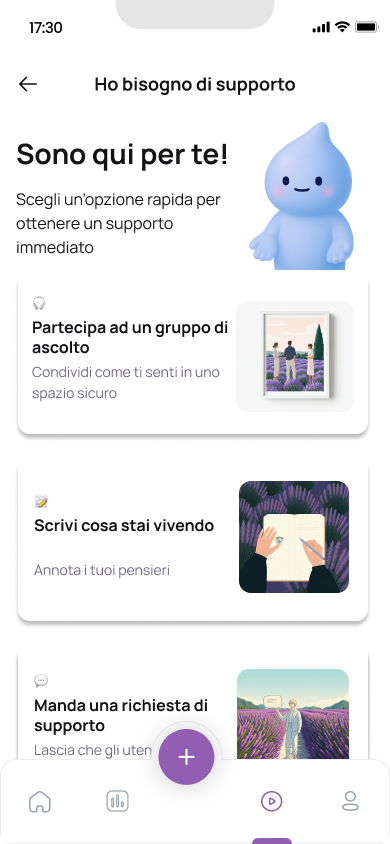 17:30
Ho bisogno di supporto
Sono qui per te!
Scegli un'opzione rapida per
ottenere un supporto
immediato
Partecipa ad un gruppo di
ascolto
Condividi come ti senti in uno
spazio sicuro
Scrivi cosa stai vivendo
Annota i tuoi pensieri
Manda una richiesta di
supporto
Lascia che gli uten